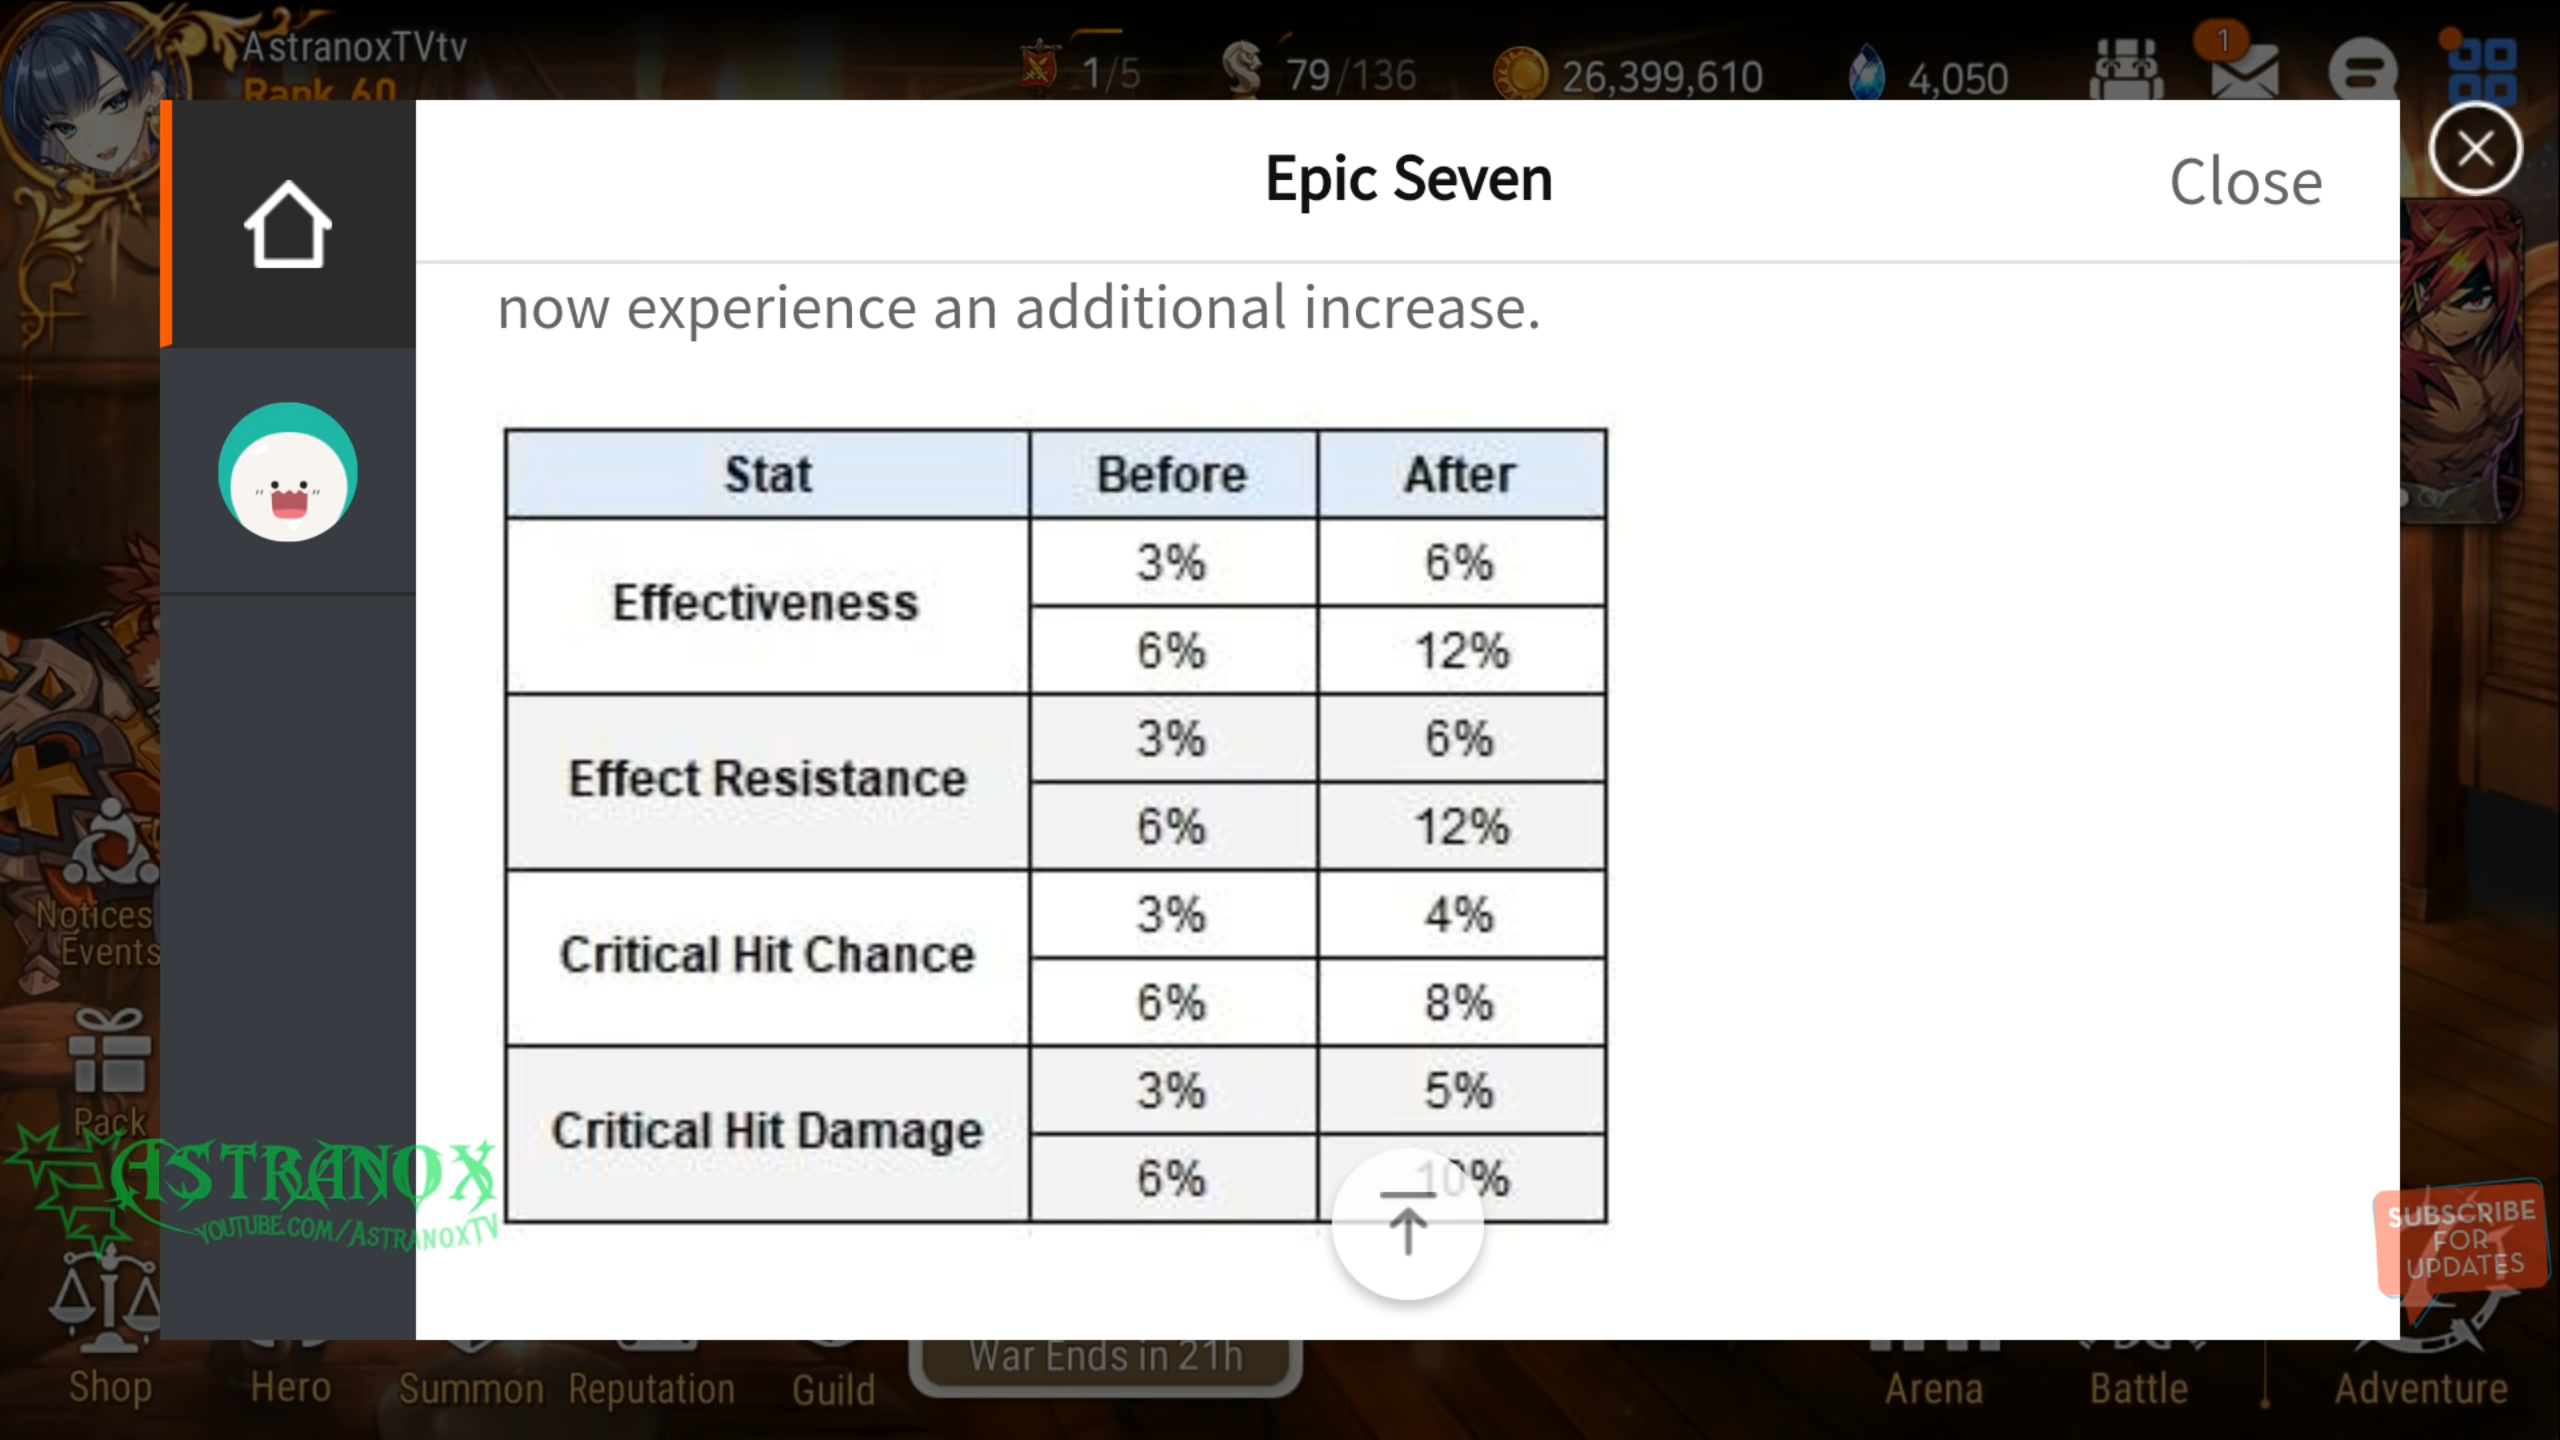 AstranoxTVtv
Rank 60
1/5
79/136
26,399,610
4,050
1
Epic Seven
Close
now experience an additional increase.
Stat Before After
Effectiveness
3% 6%
6% 12%
Effect Resistance
3% 6%
6% 12%
Critical Hit Chance
3% 4%
6% 8%
Critical Hit Damage
3% 5%
6% 10%
Notices
Events
Pack
ASTRANOX
YOUTUBE.COM/ASTRANOXTV
SUBSCRIBE
FOR
UPDATES
War Ends in 21h
Shop
Hero
Summon
Reputation
Guild
Arena
Battle
Adventure